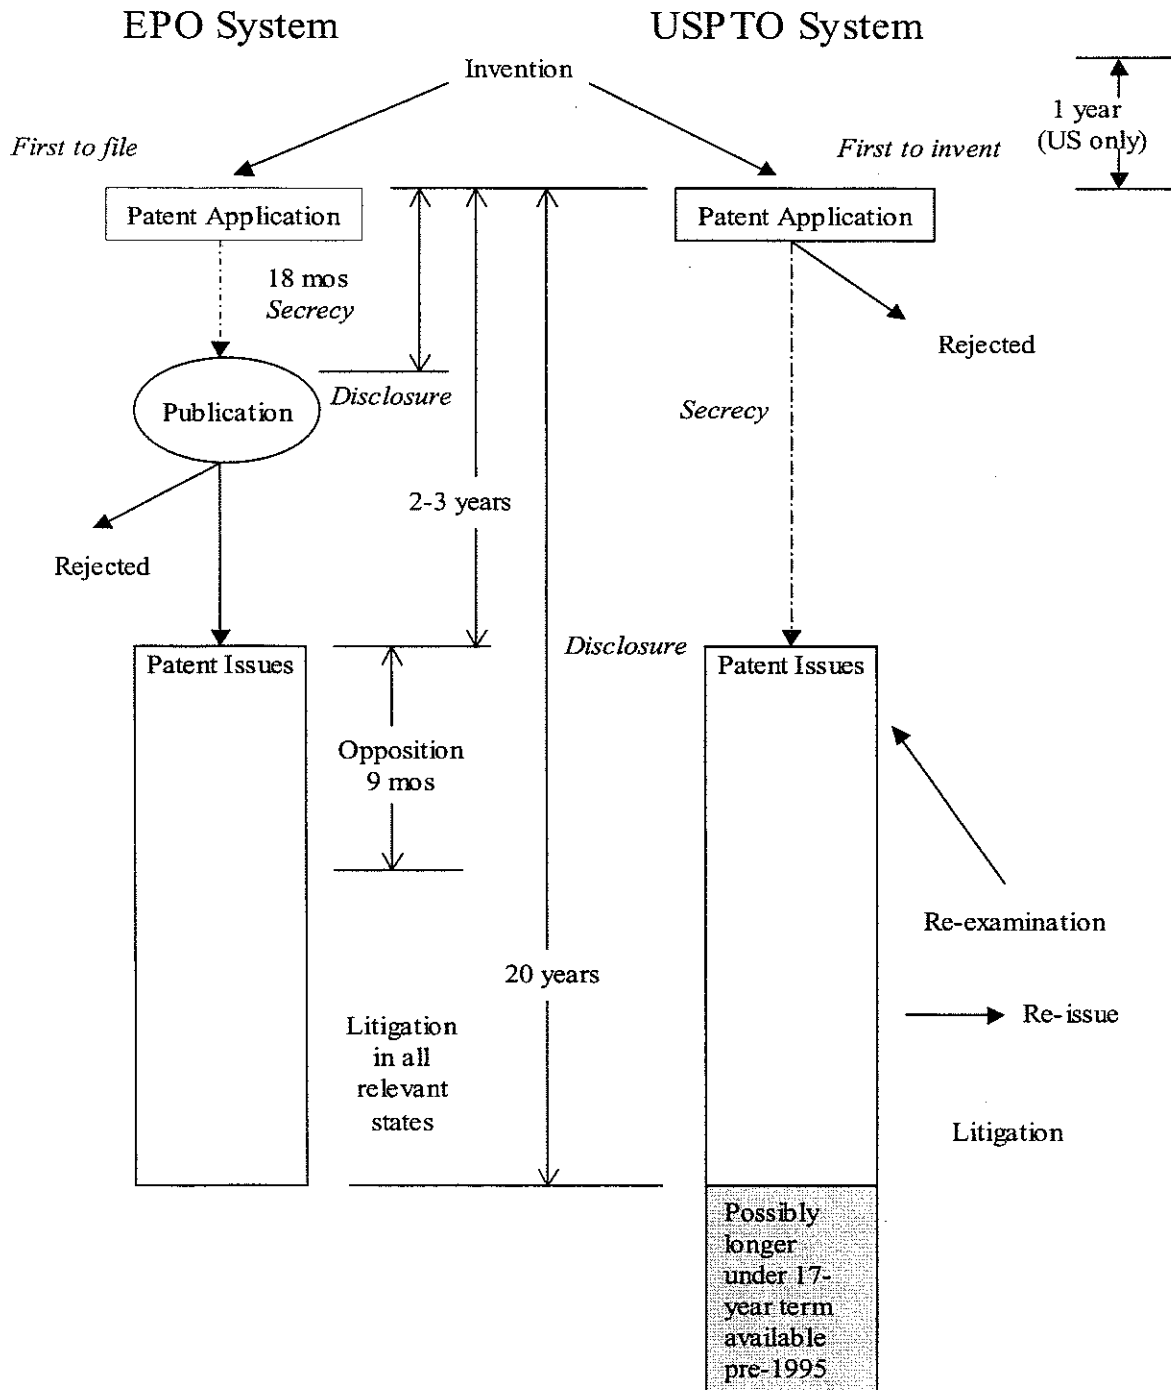 EPO System
USPTO System
Invention
1 year
(US only)
First to file
First to invent
Patent Application
Patent Application
18 mos
Secrecy
Rejected
Disclosure
Publication
Secrecy
2-3 years
Rejected
Disclosure
Patent Issues
Patent Issues
Opposition
9 mos
Re-examination
20 years
Re-issue
Litigation
in all
relevant
states
Litigation
Possibly
longer
under 17-
year term
available
pre-1995